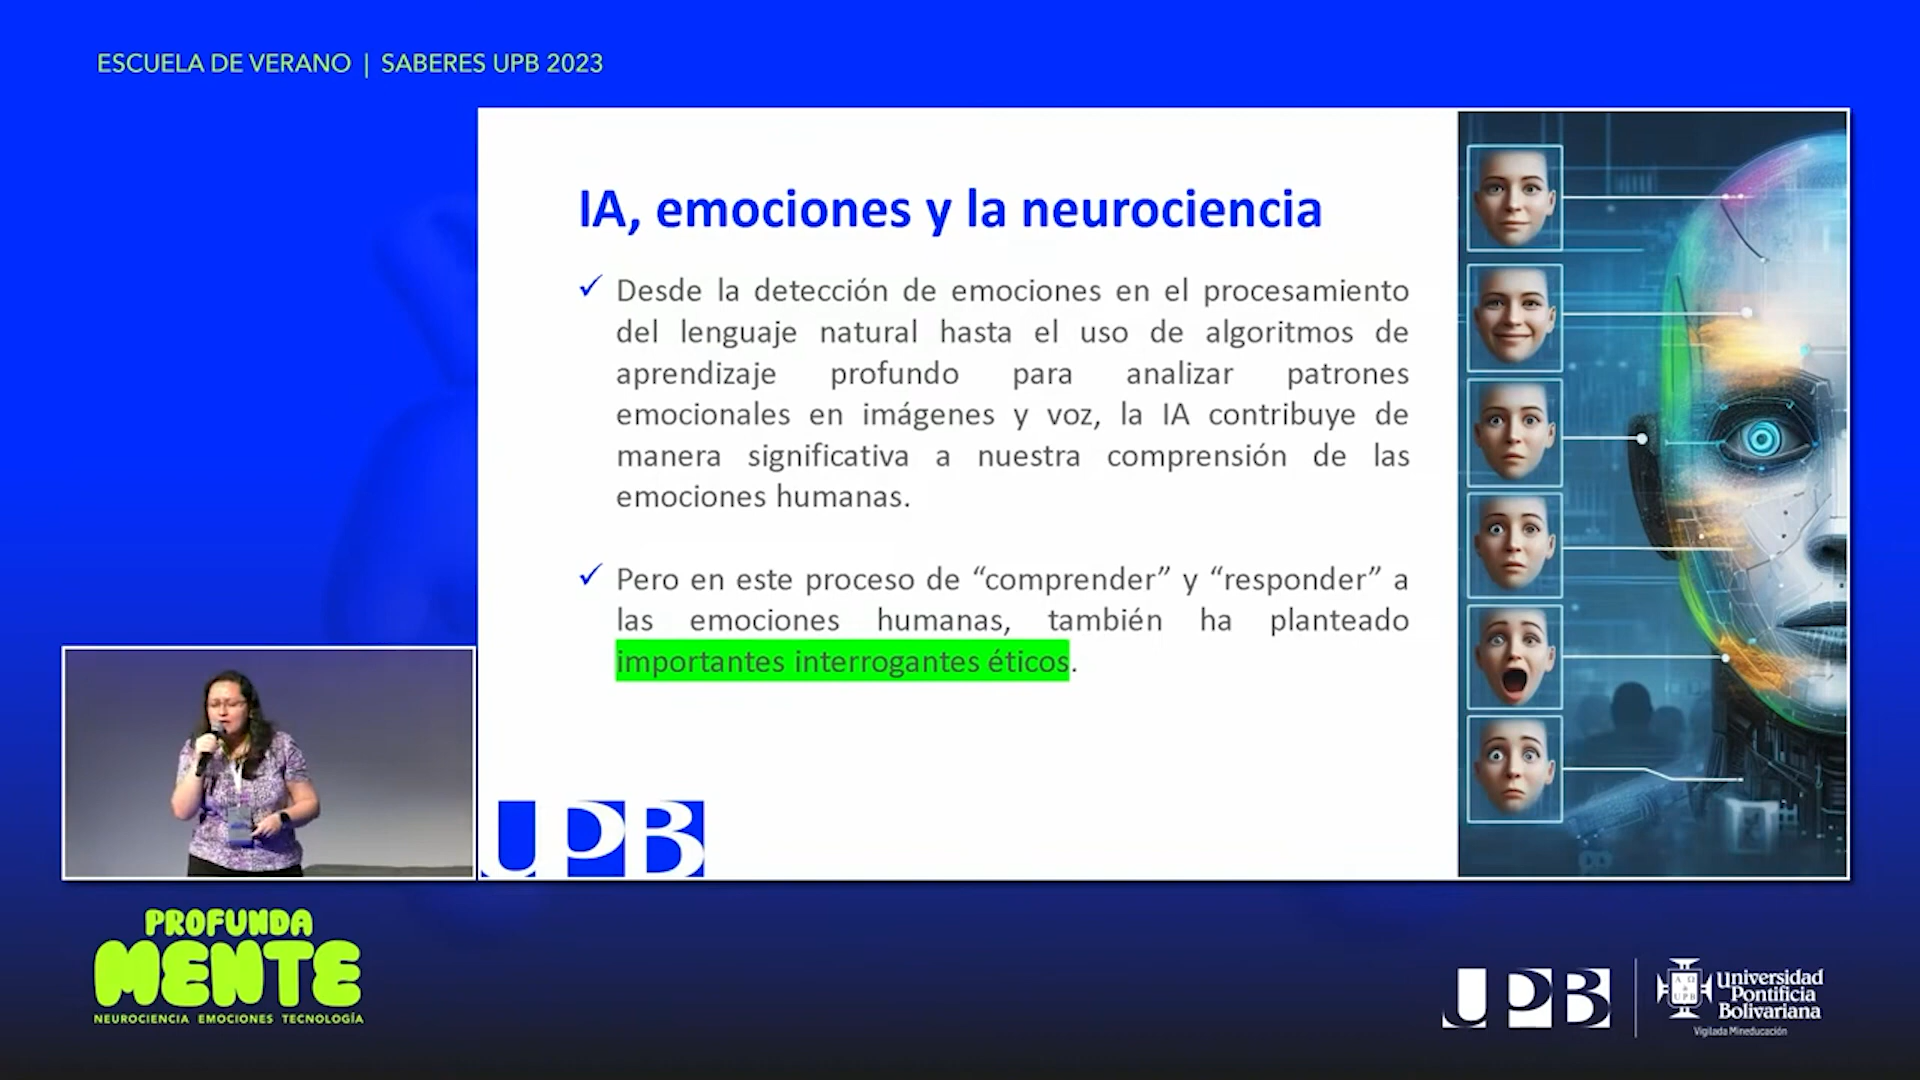 ESCUELA DE VERANO | SABERES UPB 2023
IA, emociones y la neurociencia
✓ Desde la detección de emociones en el procesamiento
del lenguaje natural hasta el uso de algoritmos de
aprendizaje profundo para analizar patrones
emocionales en imágenes y voz, la IA contribuye de
manera significativa a nuestra comprensión de las
emociones humanas.
✓ Pero en este proceso de “comprender” y “responder” a
las emociones humanas, también ha planteado
importantes interrogantes éticos.
UPB
PROFUNDA
MENTE
NEUROCIENCIA EMOCIONES TECNOLOGÍA
UPB
Universidad
Pontificia
Bolivariana
Vigilada Mineducación